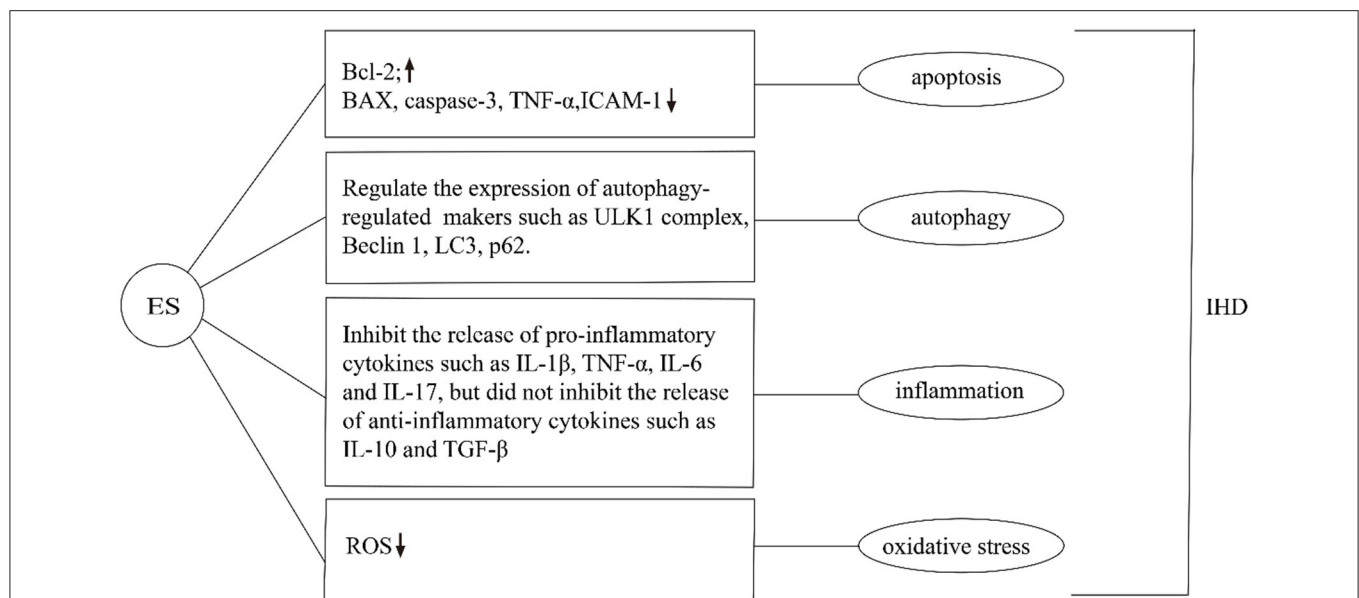 Bcl-2;↑
BAX, caspase-3, TNF-α,ICAM-1↓
apoptosis
Regulate the expression of autophagy-
regulated makers such as ULK1 complex,
Beclin 1, LC3, p62.
autophagy
ES
IHD
Inhibit the release of pro-inflammatory
cytokines such as IL-1β, TNF-α, IL-6
and IL-17, but did not inhibit the release
of anti-inflammatory cytokines such as
IL-10 and TGF-β
inflammation
ROS↓
oxidative stress